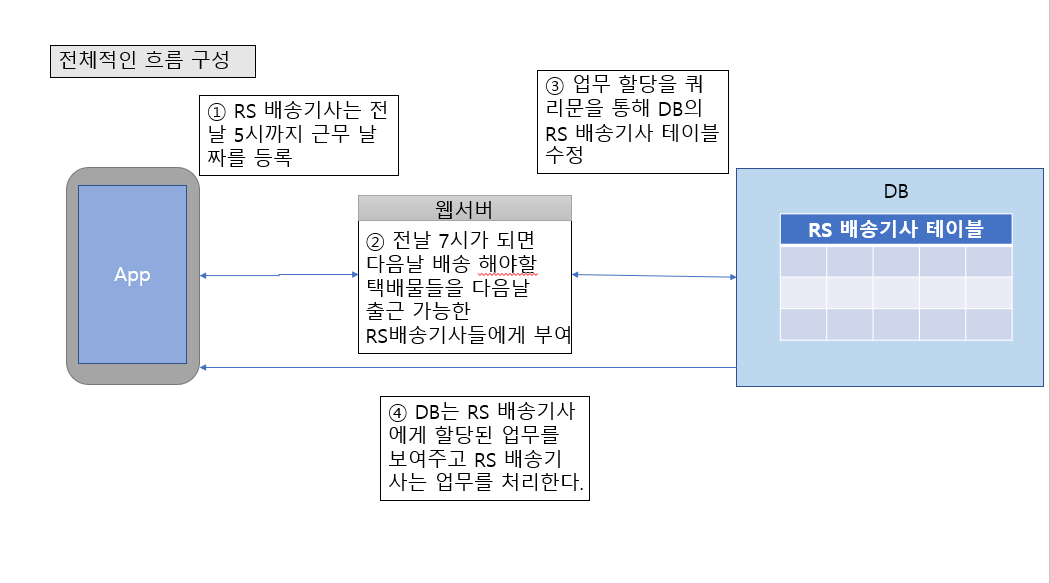 전체적인 흐름 구성
① RS 배송기사는 전
날 5시까지 근무 날
짜를 등록
③ 업무 할당을 쿼
리문을 통해 DB의
RS 배송기사 테이블
수정
웹서버
② 전날 7시가 되면
다음날 배송 해야할
택배물들을 다음날
출근 가능한
RS배송기사들에게 부여
App
DB
RS 배송기사 테이블
④ DB는 RS 배송기사
에게 할당된 업무를
보여주고 RS 배송기
사는 업무를 처리한다.